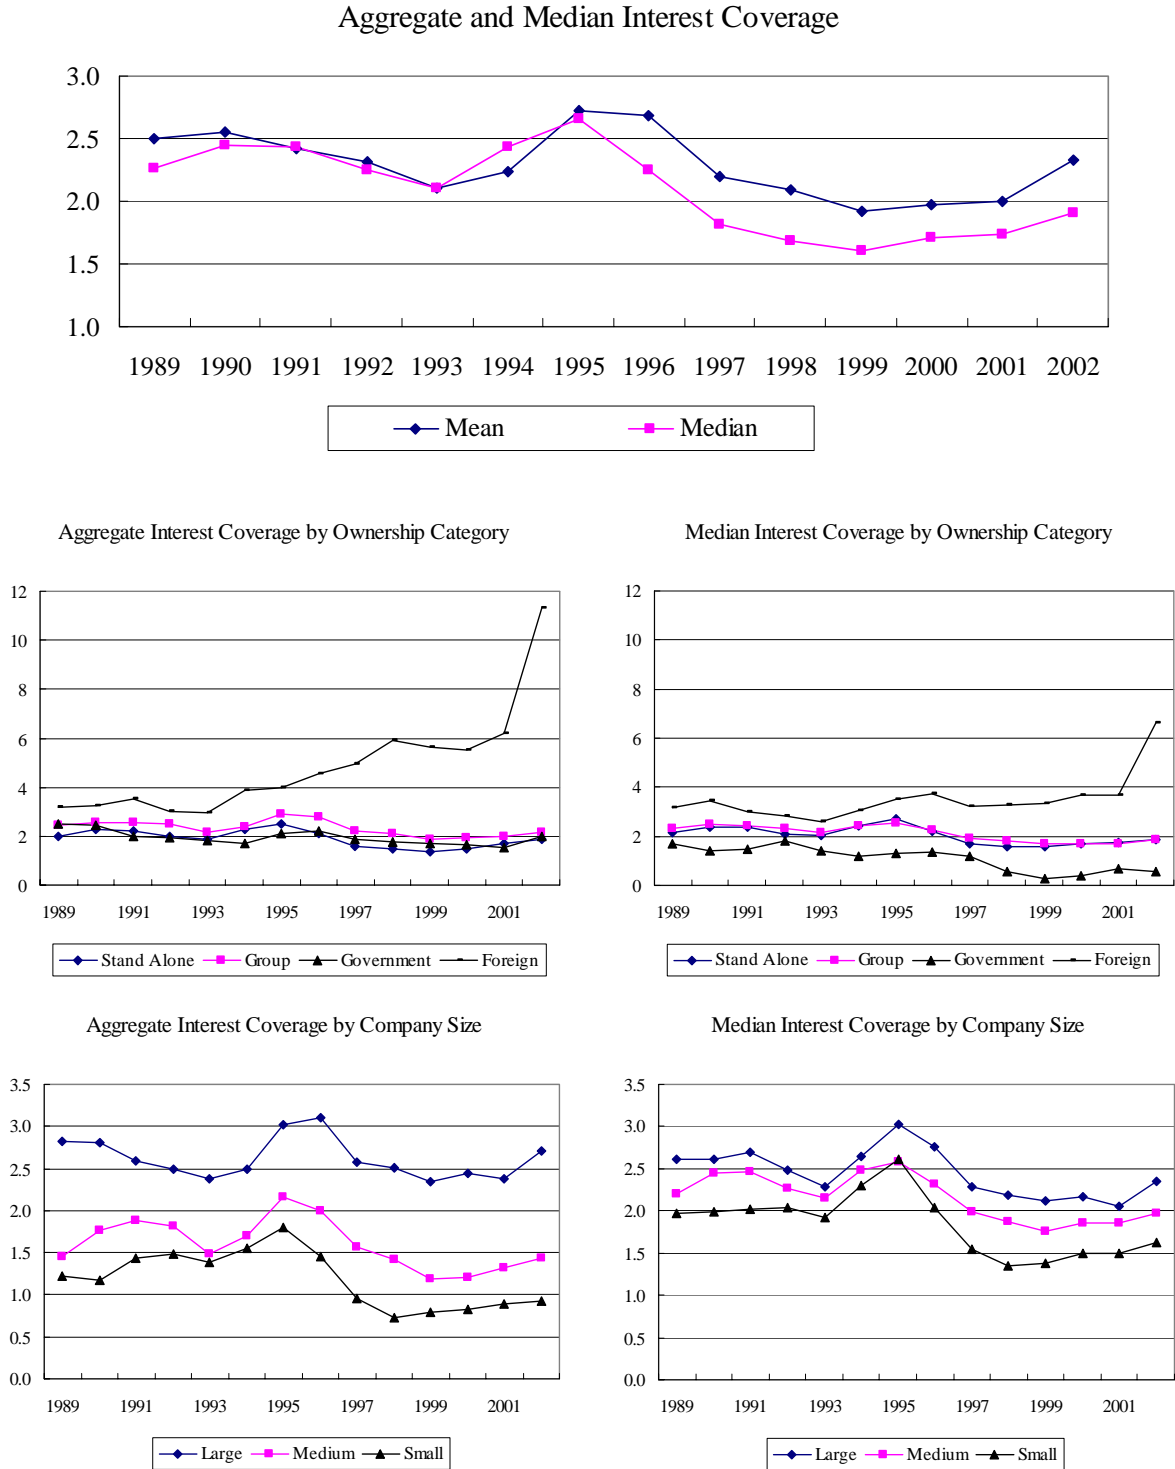 Aggregate and Median Interest Coverage
3.0
2.5
2.0
1.5
1.0
1989 1990 1991 1992 1993 1994 1995 1996 1997 1998 1999 2000 2001 2002
Mean Median
Aggregate Interest Coverage by Ownership Category
12
10
8
6
4
2
0
1989 1991 1993 1995 1997 1999 2001
Stand Alone Group Government Foreign
Median Interest Coverage by Ownership Category
12
10
8
6
4
2
0
1989 1991 1993 1995 1997 1999 2001
Stand Alone Group Government Foreign
Aggregate Interest Coverage by Company Size
3.5
3.0
2.5
2.0
1.5
1.0
0.5
0.0
1989 1991 1993 1995 1997 1999 2001
Large Medium Small
Median Interest Coverage by Company Size
3.5
3.0
2.5
2.0
1.5
1.0
0.5
0.0
1989 1991 1993 1995 1997 1999 2001
Large Medium Small